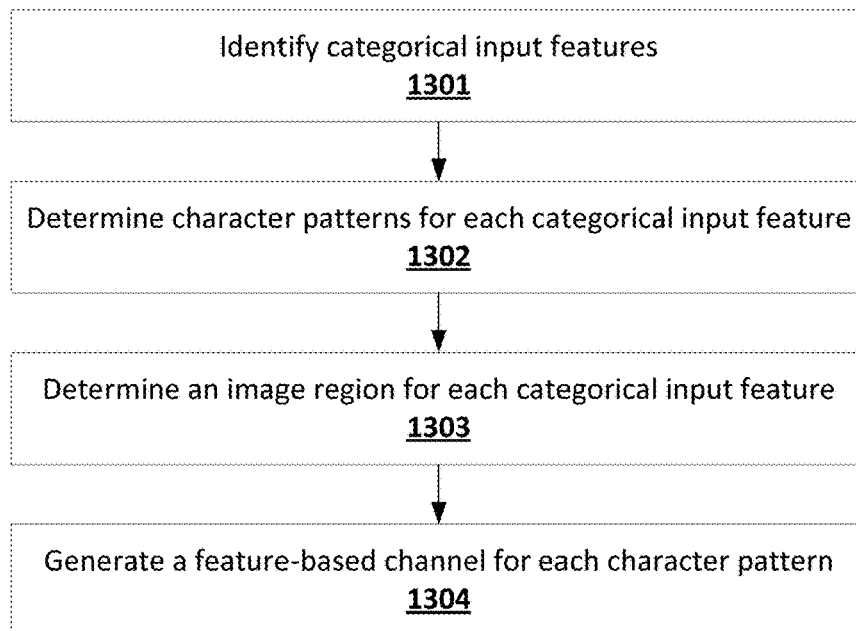 Identify categorical input features
1301
Determine character patterns for each categorical input feature
1302
Determine an image region for each categorical input feature
1303
Generate a feature-based channel for each character pattern
1304